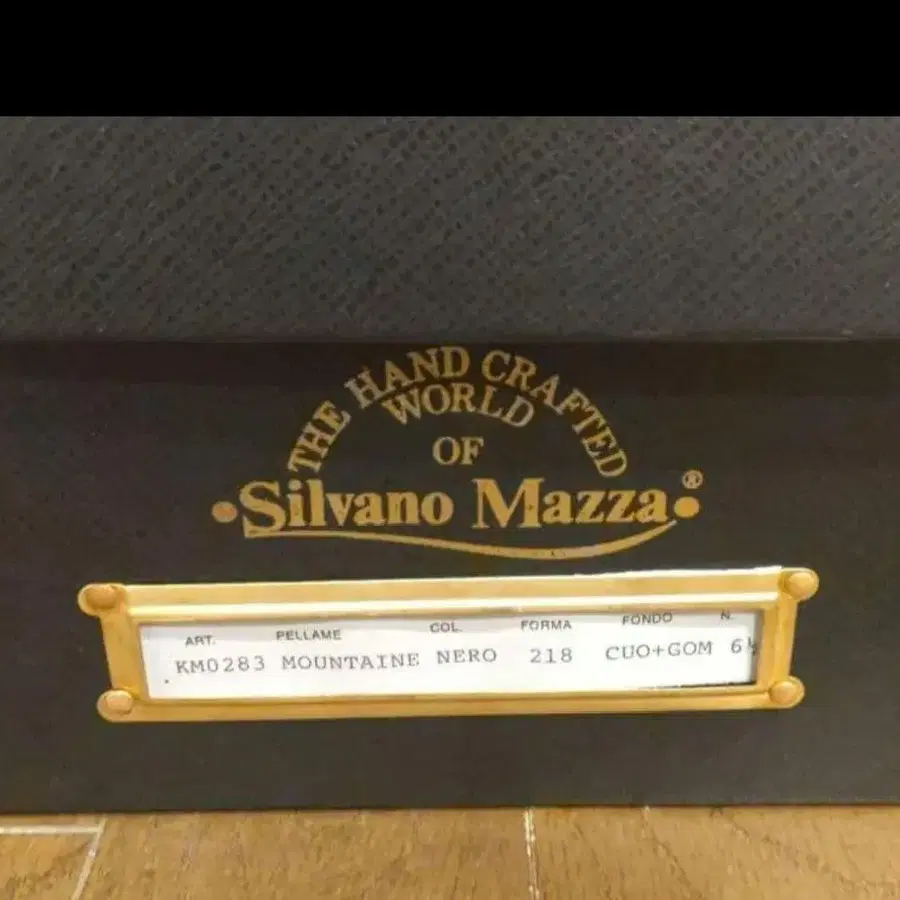 THE HAND CRAFTED
WORLD
OF
Silvano Mazza®
ART. PELLAME COL. FORMA FONDO N.
KM0283 MOUNTAINE NERO 218 CUO+GOM 6½